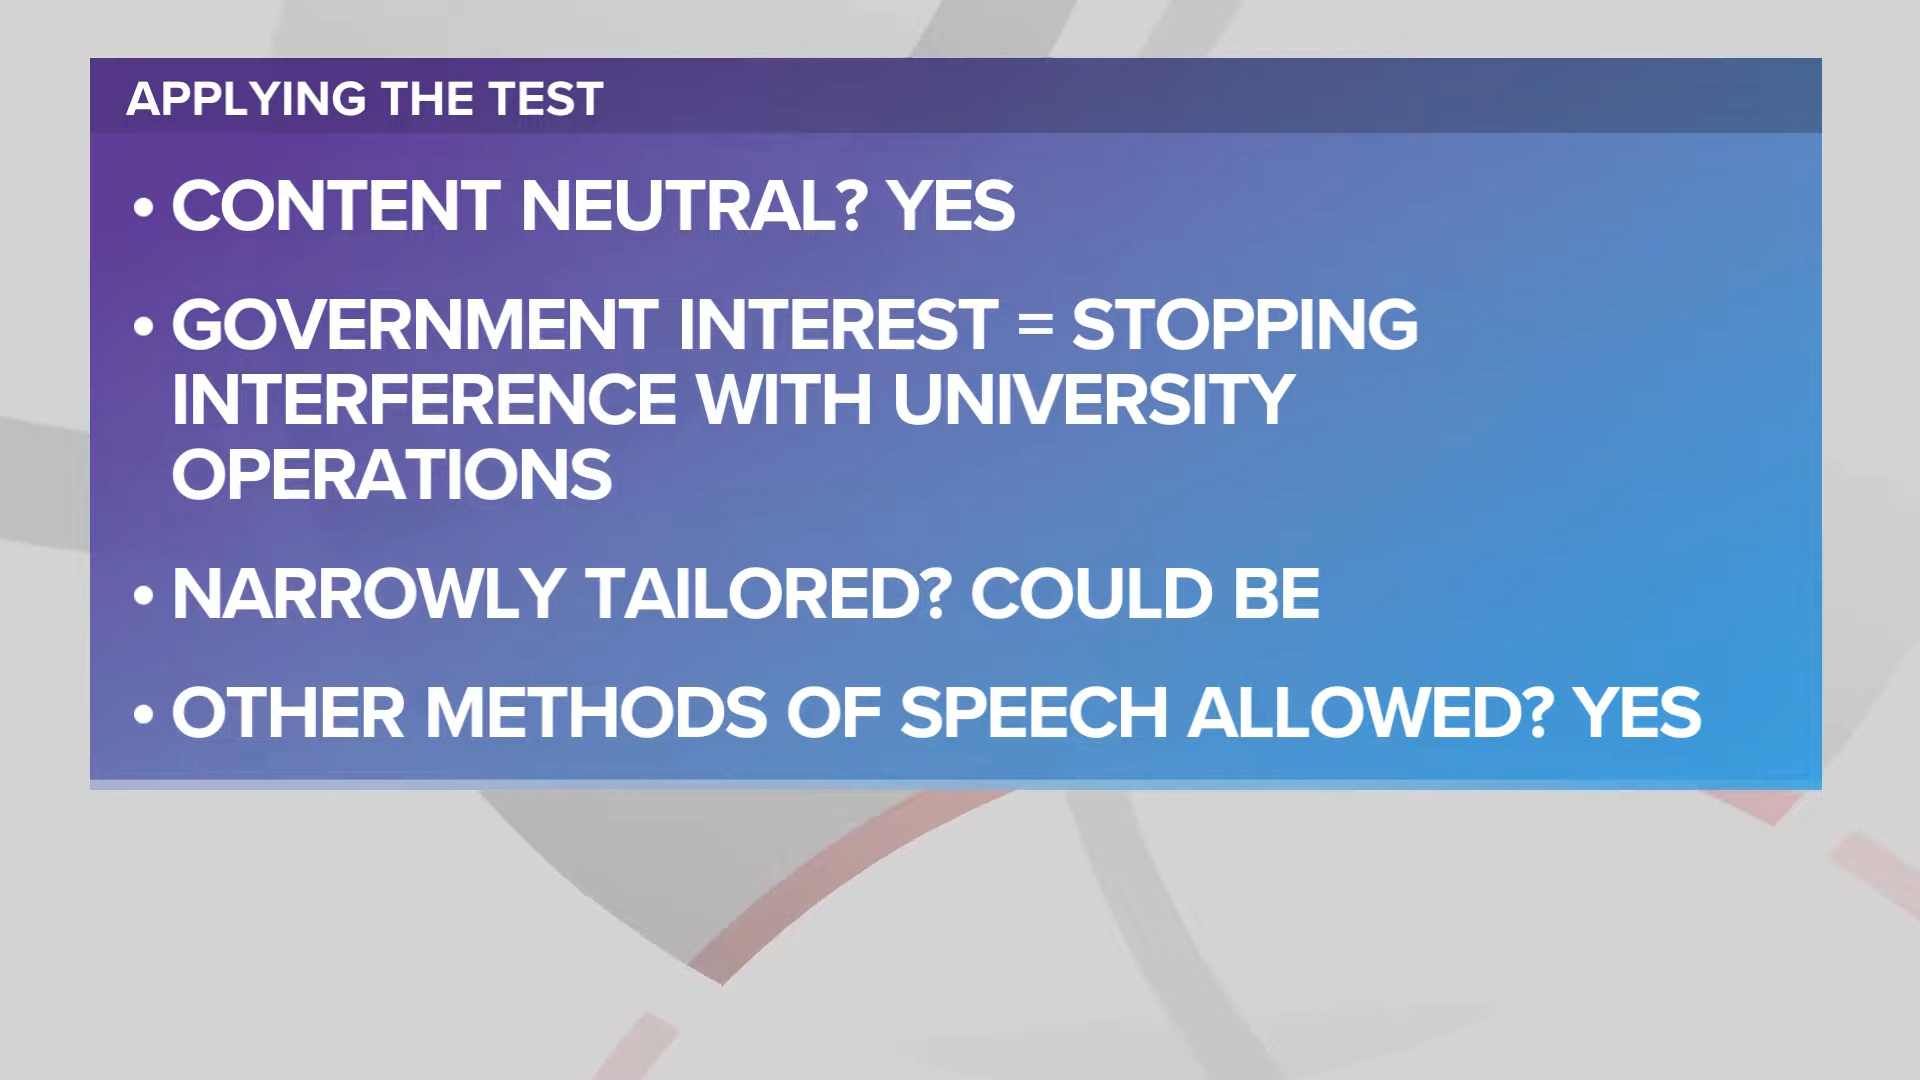 APPLYING THE TEST
• CONTENT NEUTRAL? YES
• GOVERNMENT INTEREST = STOPPING
INTERFERENCE WITH UNIVERSITY
OPERATIONS
• NARROWLY TAILORED? COULD BE
• OTHER METHODS OF SPEECH ALLOWED? YES